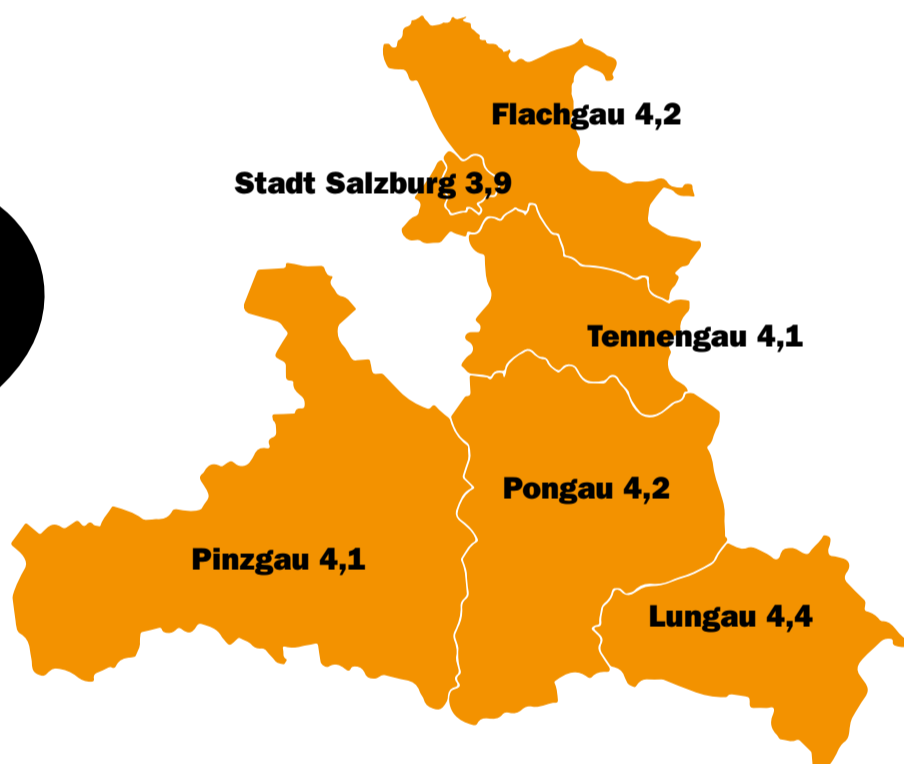 Flachgau 4,2
Stadt Salzburg 3,9
Tennengau 4,1
Pongau 4,2
Pinzgau 4,1
Lungau 4,4